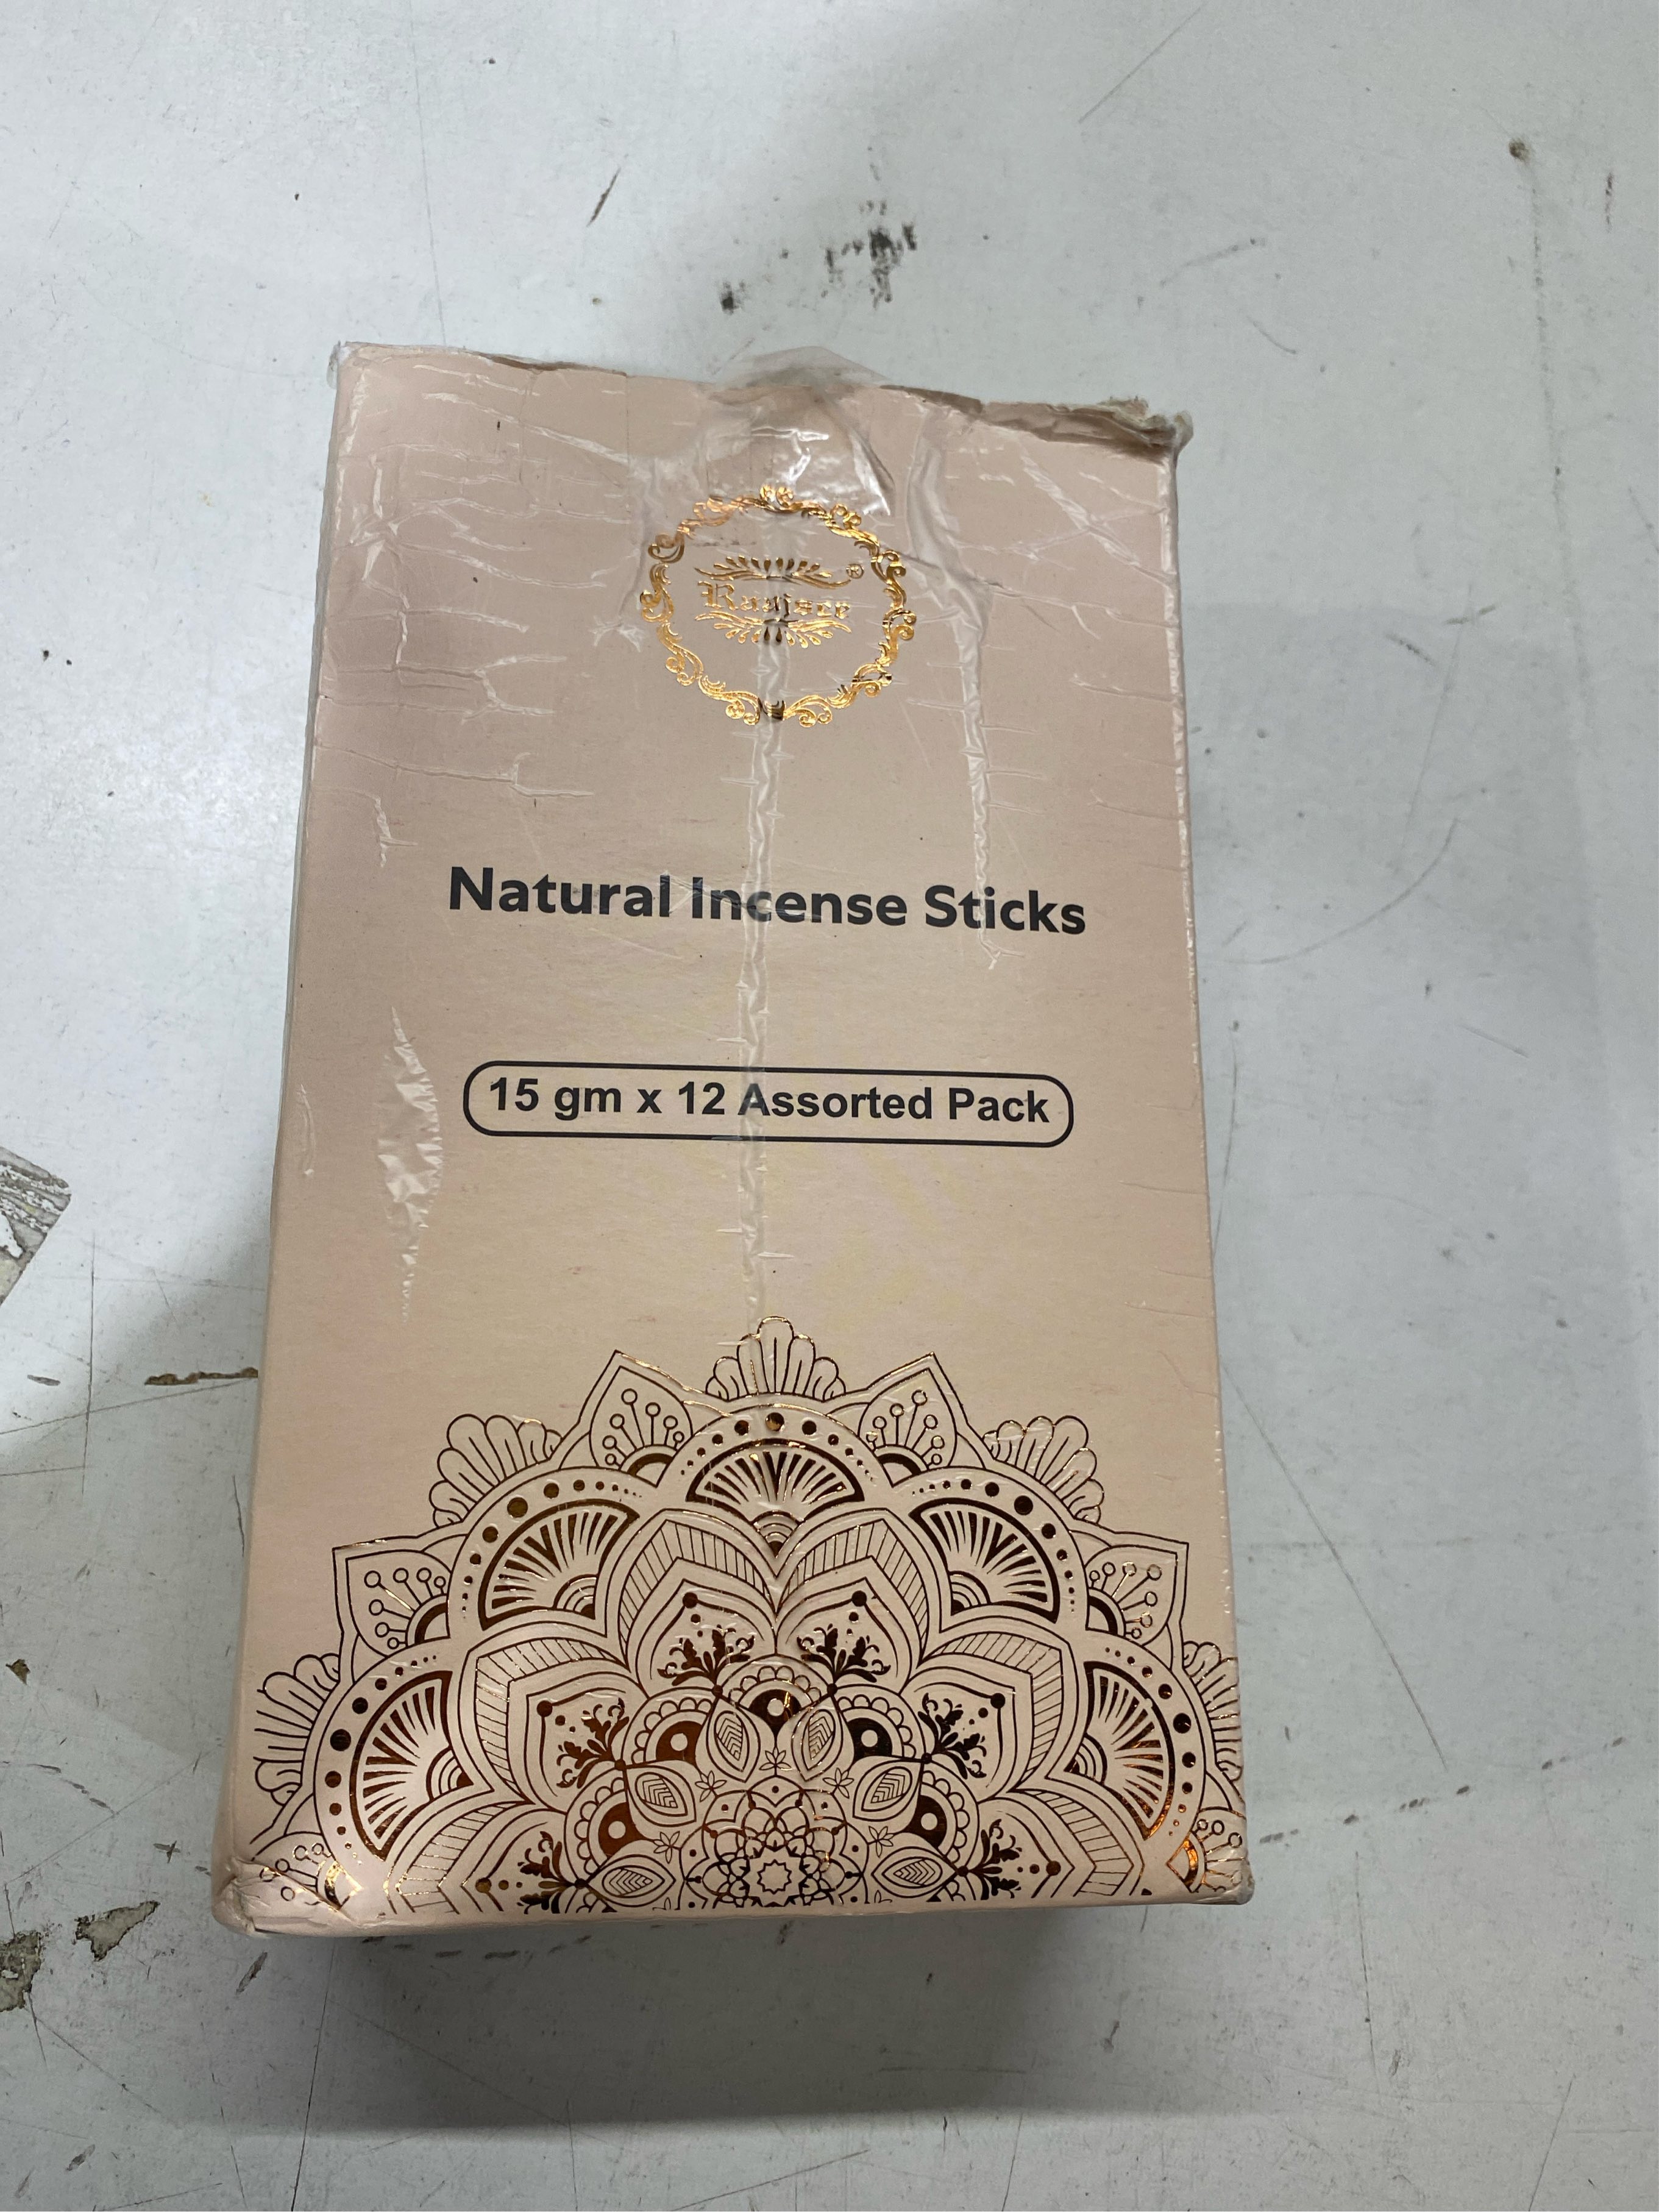 Natural Incense Sticks
15 gm x 12 Assorted Pack